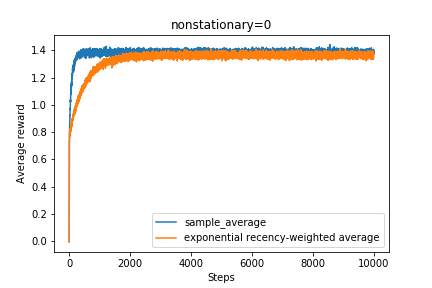 nonstationary=0
Average reward
1.4
1.2
1.0
0.8
0.6
0.4
0.2
0.0
sample_average
exponential recency-weighted average
0
2000
4000
6000
8000
10000
Steps